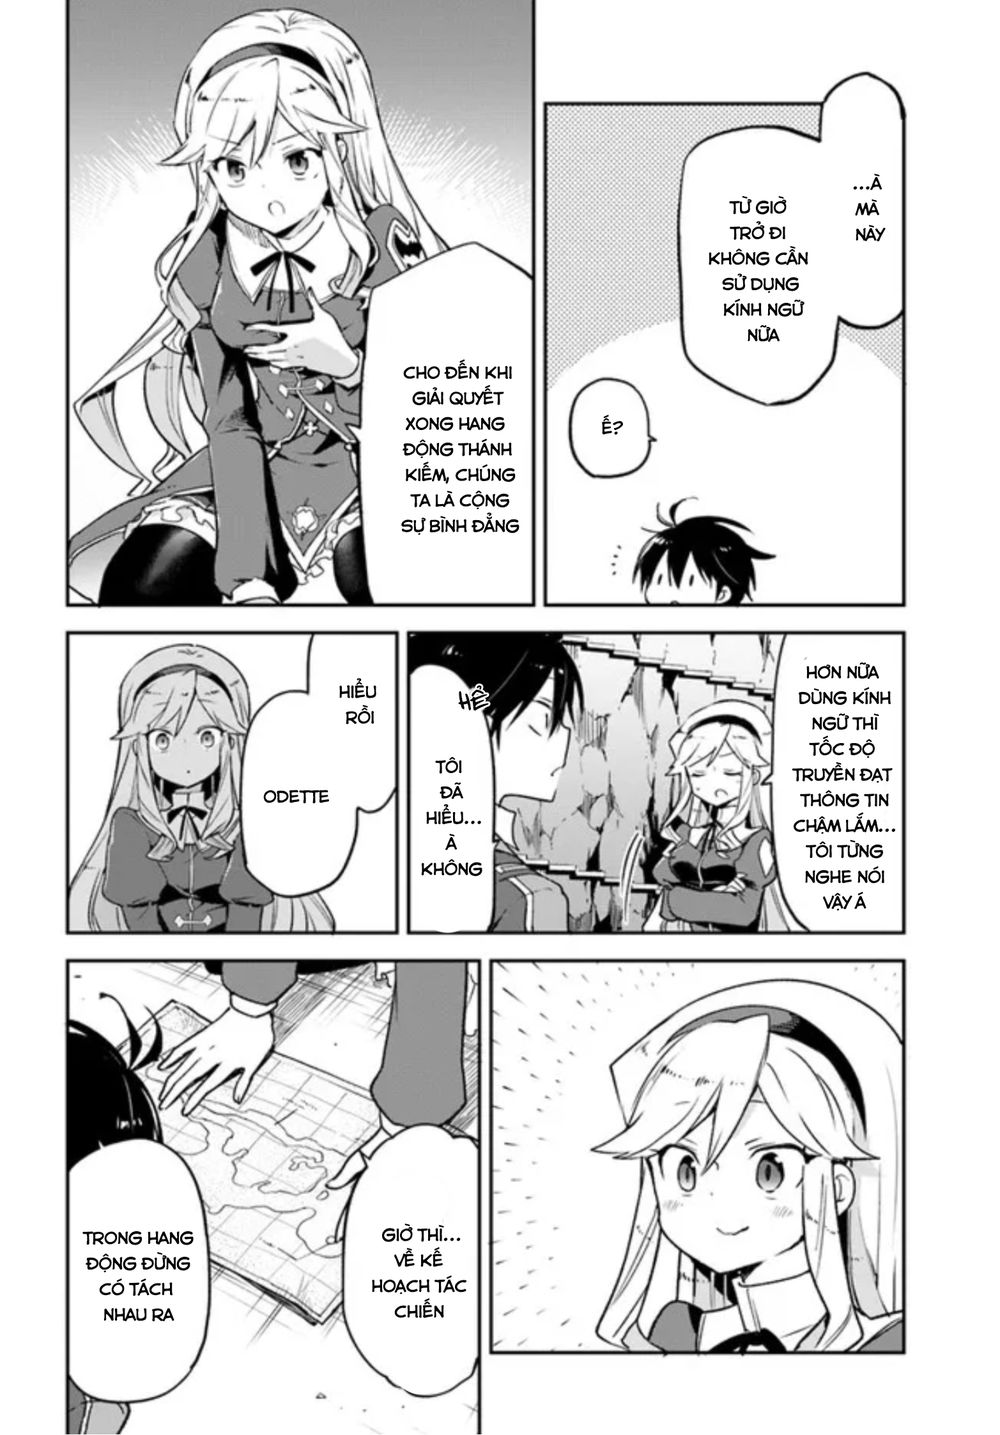 ...À
MÀ
NÀY
TỪ GIỜ
TRỞ ĐI
KHÔNG CẦN
SỬ DỤNG
KÍNH NGỮ
NỮA
Ế?
CHO ĐẾN KHI
GIẢI QUYẾT
XONG HANG
ĐỘNG THÁNH
KIẾM, CHÚNG
TA LÀ CỘNG
SỰ BÌNH ĐẲNG
HƠN NỮA
DÙNG KÍNH
NGỮ THÌ
TỐC ĐỘ
TRUYỀN ĐẠT
THÔNG TIN
CHẬM LẮM...
TÔI TỪNG
NGHE NÓI
VẬY Á
HẺ
TÔI
ĐÃ
HIỂU...
À
KHÔNG
HIỂU
RỒI
ODETTE
GIỜ THÌ...
VỀ KẾ
HOẠCH TÁC
CHIẾN
TRONG HANG
ĐỘNG ĐỪNG
CÓ TÁCH
NHAU RA